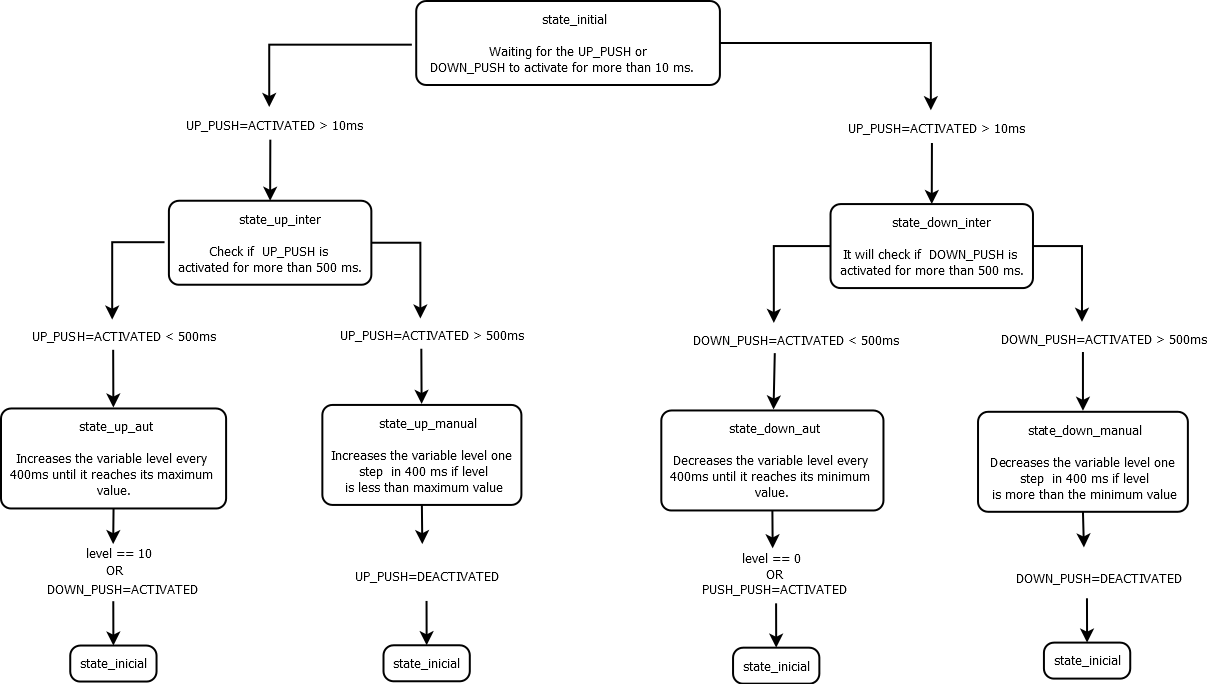 state_initial
Waiting for the UP_PUSH or
DOWN_PUSH to activate for more than 10 ms.
UP_PUSH=ACTIVATED > 10ms
UP_PUSH=ACTIVATED > 10ms
state_up_inter
Check if UP_PUSH is
activated for more than 500 ms.
state_down_inter
It will check if DOWN_PUSH is
activated for more than 500 ms.
UP_PUSH=ACTIVATED < 500ms
UP_PUSH=ACTIVATED > 500ms
DOWN_PUSH=ACTIVATED < 500ms
DOWN_PUSH=ACTIVATED > 500ms
state_up_aut
Increases the variable level every
400ms until it reaches its maximum
value.
state_up_manual
Increases the variable level one
step in 400 ms if level
is less than maximum value
state_down_aut
Decreases the variable level every
400ms until it reaches its minimum
value.
state_down_manual
Decreases the variable level one
step in 400 ms if level
is more than the minimum value
level == 10
OR
DOWN_PUSH=ACTIVATED
UP_PUSH=DEACTIVATED
level == 0
OR
PUSH_PUSH=ACTIVATED
DOWN_PUSH=DEACTIVATED
state_inicial
state_inicial
state_inicial
state_inicial